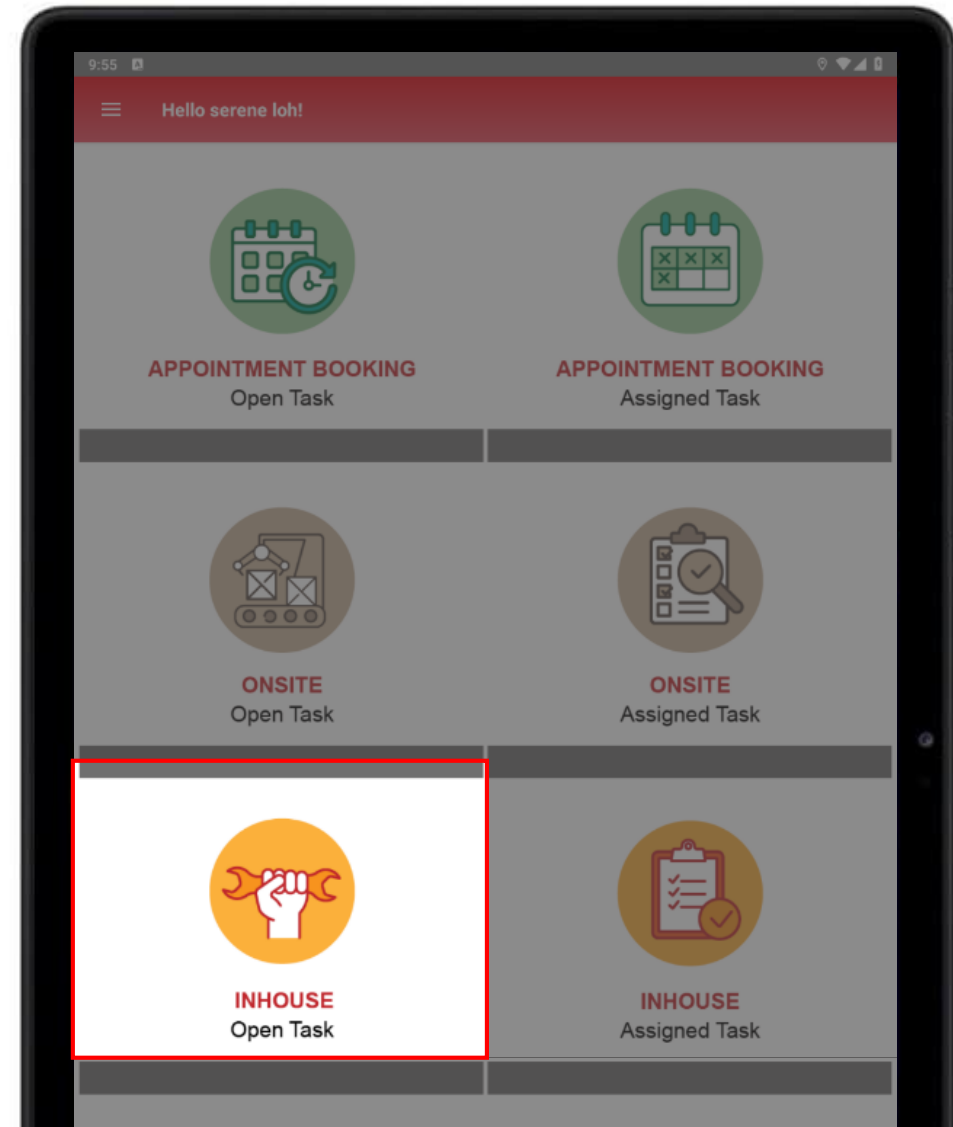 9:55
Hello serene loh!
APPOINTMENT BOOKING
Open Task
APPOINTMENT BOOKING
Assigned Task
ONSITE
Open Task
ONSITE
Assigned Task
INHOUSE
Open Task
INHOUSE
Assigned Task